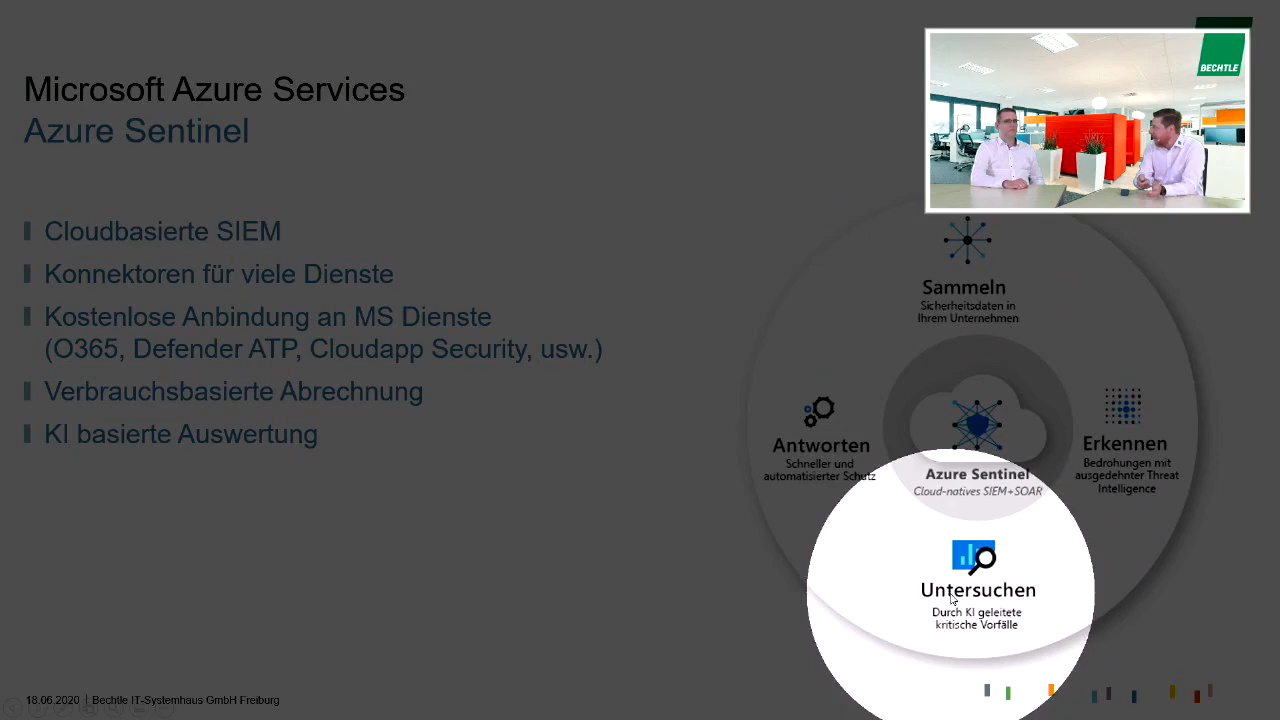 Microsoft Azure Services
Azure Sentinel
Cloudbasierte SIEM
Konnektoren für viele Dienste
Kostenlose Anbindung an MS Dienste
(O365, Defender ATP, Cloudapp Security, usw.)
Verbrauchsbasierte Abrechnung
KI basierte Auswertung
BECHTLE
Sammeln
Sicherheitsdaten in
Ihrem Unternehmen
Antworten
Schneller und
automatisierter Schutz
Azure Sentinel
Cloud-natives SIEM+SOAR
Erkennen
Bedrohungen mit
ausgedehnter Threat
Intelligence
Untersuchen
Durch KI geleitete
kritische Vorfälle
18.06.2020 | Bechtle IT-Systemhaus GmbH Freiburg